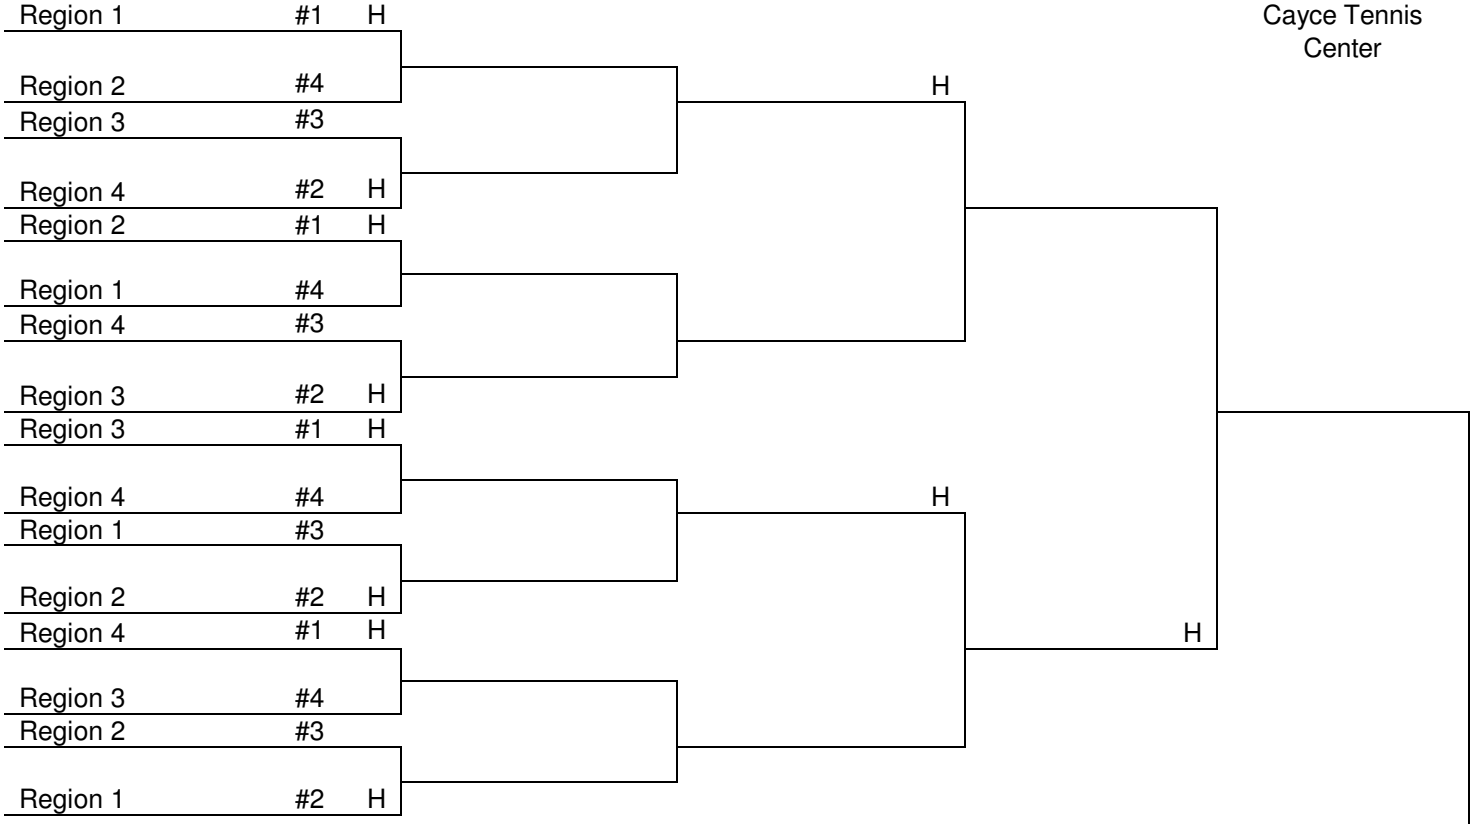 Region 1 #1 H
Cayce Tennis
Center
Region 2 #4
H
Region 3 #3
Region 4 #2 H
Region 2 #1 H
Region 1 #4
Region 4 #3
Region 3 #2 H
Region 3 #1 H
Region 4 #4
H
Region 1 #3
Region 2 #2 H
Region 4 #1 H
H
Region 3 #4
Region 2 #3
Region 1 #2 H